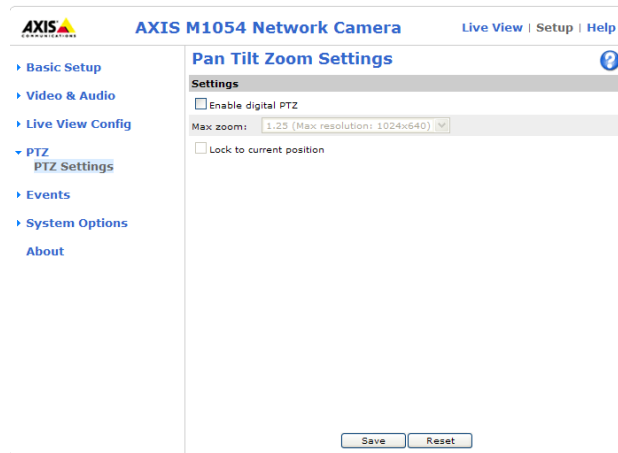 AXIS
COMMUNICATIONS
AXIS M1054 Network Camera
Live View | Setup | Help
Basic Setup
Video & Audio
Live View Config
PTZ
PTZ Settings
Events
System Options
About
Pan Tilt Zoom Settings
?
Settings
Enable digital PTZ
Max zoom: 1.25 (Max resolution: 1024x640)
Lock to current position
Save Reset